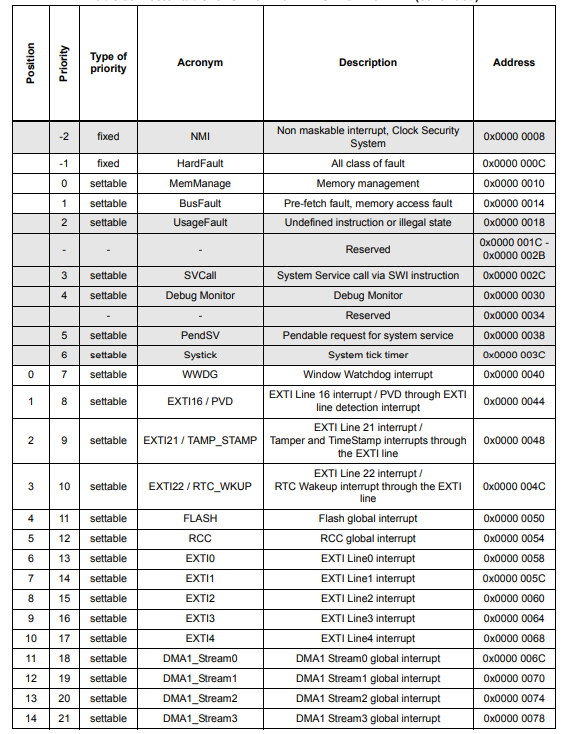 Position Priority Type of priority Acronym Description Address
-2 fixed NMI Non maskable interrupt, Clock Security System 0x0000 0008
-1 fixed HardFault All class of fault 0x0000 000C
0 settable MemManage Memory management 0x0000 0010
1 settable BusFault Pre-fetch fault, memory access fault 0x0000 0014
2 settable UsageFault Undefined instruction or illegal state 0x0000 0018
- - - Reserved 0x0000 001C - 0x0000 002B
3 settable SVCall System Service call via SWI instruction 0x0000 002C
4 settable Debug Monitor Debug Monitor 0x0000 0030
- - Reserved 0x0000 0034
5 settable PendSV Pendable request for system service 0x0000 0038
6 settable Systick System tick timer 0x0000 003C
0 7 settable WWDG Window Watchdog interrupt 0x0000 0040
1 8 settable EXTI16 / PVD EXTI Line 16 interrupt / PVD through EXTI line detection interrupt 0x0000 0044
2 9 settable EXTI21 / TAMP_STAMP EXTI Line 21 interrupt / Tamper and TimeStamp interrupts through the EXTI line 0x0000 0048
3 10 settable EXTI22 / RTC_WKUP EXTI Line 22 interrupt / RTC Wakeup interrupt through the EXTI line 0x0000 004C
4 11 settable FLASH Flash global interrupt 0x0000 0050
5 12 settable RCC RCC global interrupt 0x0000 0054
6 13 settable EXTI0 EXTI Line0 interrupt 0x0000 0058
7 14 settable EXTI1 EXTI Line1 interrupt 0x0000 005C
8 15 settable EXTI2 EXTI Line2 interrupt 0x0000 0060
9 16 settable EXTI3 EXTI Line3 interrupt 0x0000 0064
10 17 settable EXTI4 EXTI Line4 interrupt 0x0000 0068
11 18 settable DMA1_Stream0 DMA1 Stream0 global interrupt 0x0000 006C
12 19 settable DMA1_Stream1 DMA1 Stream1 global interrupt 0x0000 0070
13 20 settable DMA1_Stream2 DMA1 Stream2 global interrupt 0x0000 0074
14 21 settable DMA1_Stream3 DMA1 Stream3 global interrupt 0x0000 0078